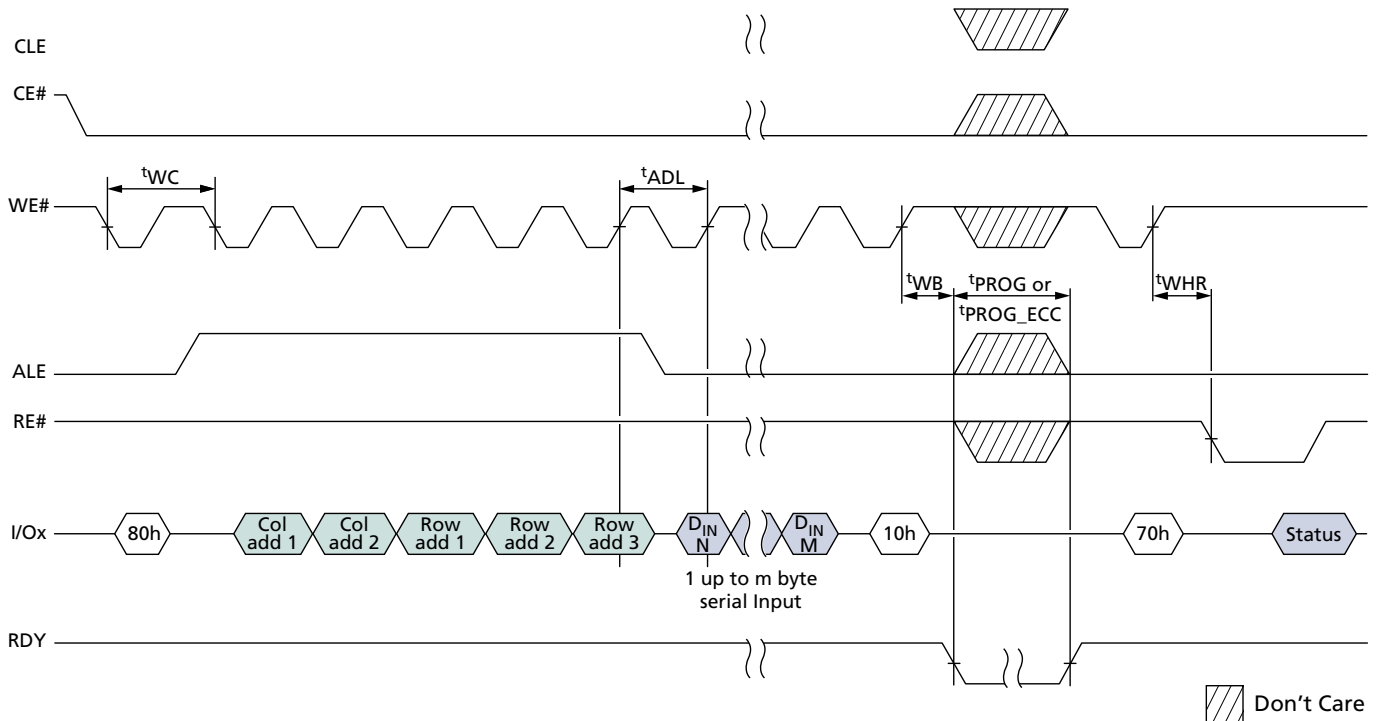 CLE
CE#
tWC
tADL
WE#
tWB
tPROG or
tPROG_ECC
tWHR
ALE
RE#
I/Ox
80h
Col
add 1
Col
add 2
Row
add 1
Row
add 2
Row
add 3
DIN
N
DIN
M
10h
70h
Status
1 up to m byte
serial Input
RDY
Don't Care